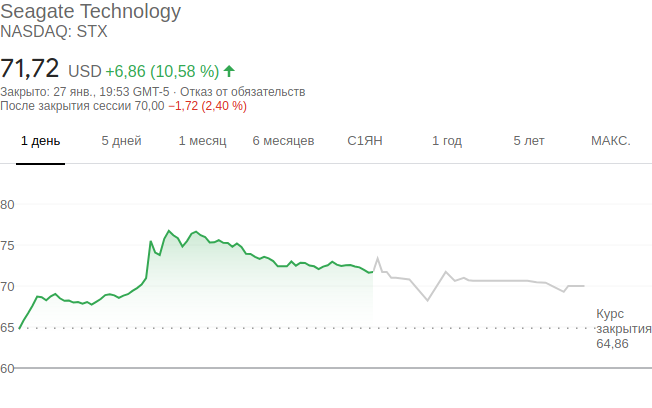 Seagate Technology
NASDAQ: STX
71,72 USD +6,86 (10,58 %)
Закрыто: 27 янв., 19:53 GMT-5 · Отказ от обязательств
После закрытия сессии 70,00 −1,72 (2,40 %)
1 день 5 дней 1 месяц 6 месяцев С1ЯН 1 год 5 лет МАКС.
80
75
70
65
60
Курс
закрытия
64,86